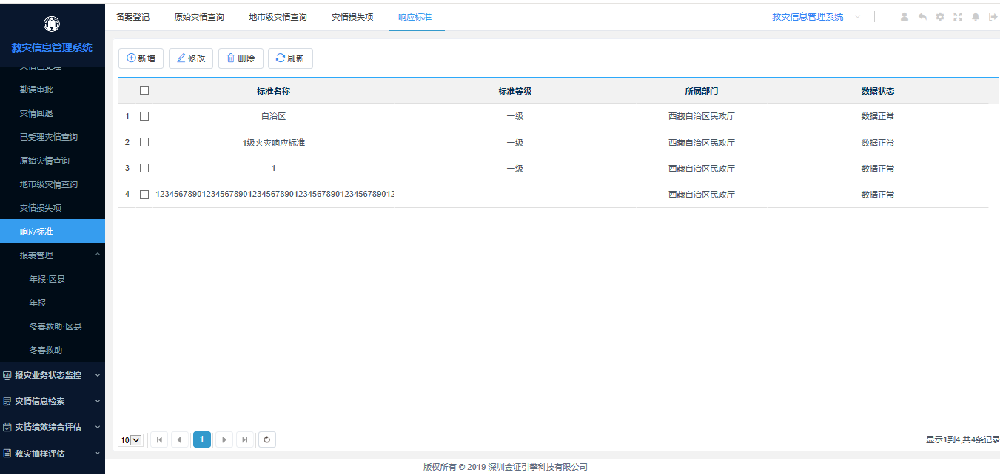 救灾信息管理系统
灾情已受理
勘误审批
灾情回退
已受理灾情查询
原始灾情查询
地市级灾情查询
灾情损失项
响应标准
报表管理
年报-区县
年报
冬春救助-区县
冬春救助
报灾业务状态监控
灾情信息检索
灾情绩效综合评估
救灾抽样评估
备案登记 原始灾情查询 地市级灾情查询 灾情损失项 响应标准 救灾信息管理系统
新增 修改 删除 刷新
标准名称 标准等级 所属部门 数据状态
1 自治区 一级 西藏自治区民政厅 数据正常
2 1级火灾响应标准 一级 西藏自治区民政厅 数据正常
3 1 一级 西藏自治区民政厅 数据正常
4 1234567890123456789012345678901234567890123456789012 西藏自治区民政厅 数据正常
10 1 显示1到4,共4条记录
版权所有 © 2019 深圳金证引擎科技有限公司